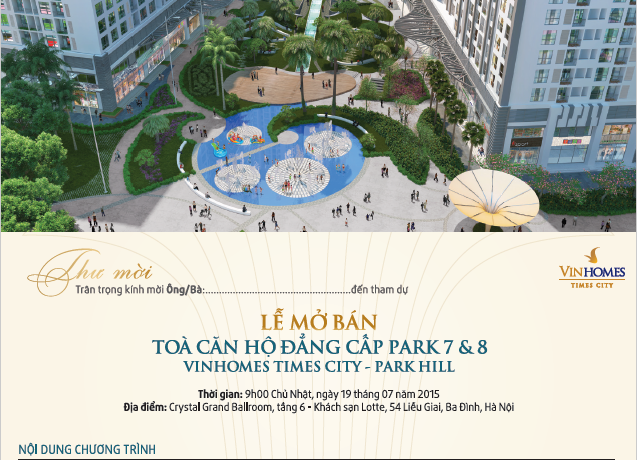 Thư mời
Trân trọng kính mời Ông/Bà:................................................đến tham dự
VINHOMES
TIMES CITY
LỄ MỞ BÁN
TOÀ CĂN HỘ ĐẲNG CẤP PARK 7 & 8
VINHOMES TIMES CITY - PARK HILL
Thời gian: 9h00 Chủ Nhật, ngày 19 tháng 07 năm 2015
Địa điểm: Crystal Grand Ballroom, tầng 6 - Khách sạn Lotte, 54 Liễu Giai, Ba Đình, Hà Nội
NỘI DUNG CHƯƠNG TRÌNH